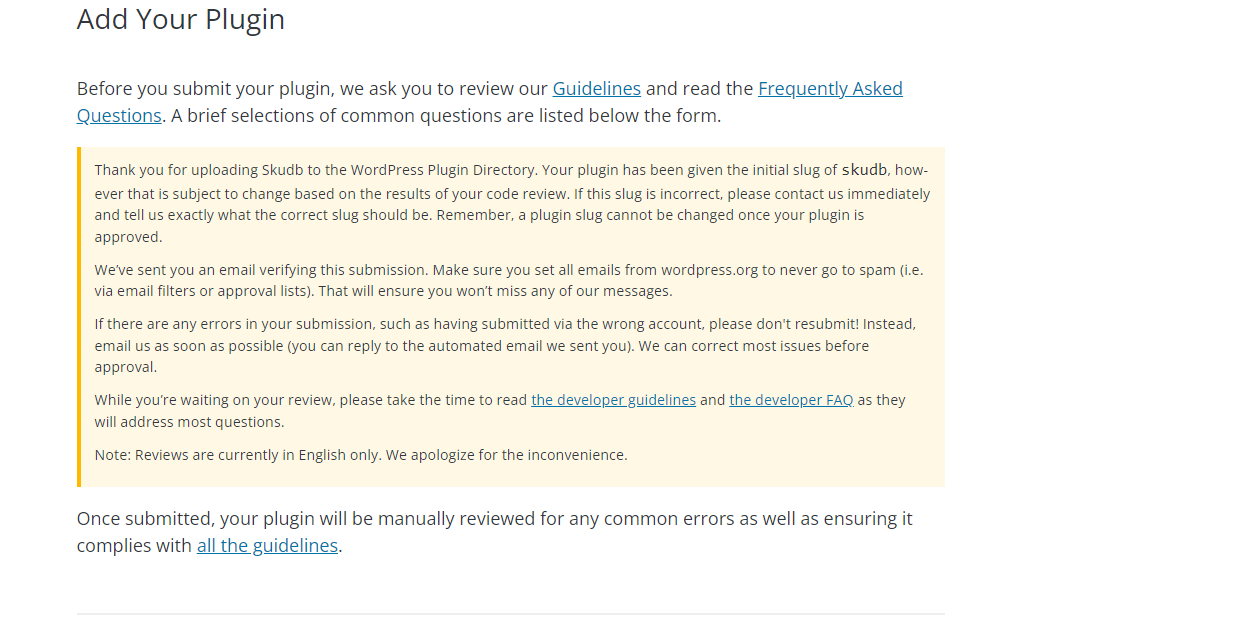 Add Your Plugin
Before you submit your plugin, we ask you to review our Guidelines and read the Frequently Asked
Questions. A brief selections of common questions are listed below the form.
Thank you for uploading Skudb to the WordPress Plugin Directory. Your plugin has been given the initial slug of skudb, how-
ever that is subject to change based on the results of your code review. If this slug is incorrect, please contact us immediately
and tell us exactly what the correct slug should be. Remember, a plugin slug cannot be changed once your plugin is
approved.
We’ve sent you an email verifying this submission. Make sure you set all emails from wordpress.org to never go to spam (i.e.
via email filters or approval lists). That will ensure you won’t miss any of our messages.
If there are any errors in your submission, such as having submitted via the wrong account, please don't resubmit! Instead,
email us as soon as possible (you can reply to the automated email we sent you). We can correct most issues before
approval.
While you’re waiting on your review, please take the time to read the developer guidelines and the developer FAQ as they
will address most questions.
Note: Reviews are currently in English only. We apologize for the inconvenience.
Once submitted, your plugin will be manually reviewed for any common errors as well as ensuring it
complies with all the guidelines.